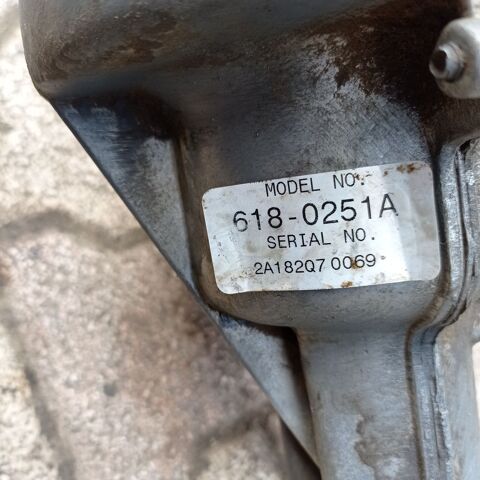 MODEL NO.
618-0251A
SERIAL NO.
2A182Q7 0069